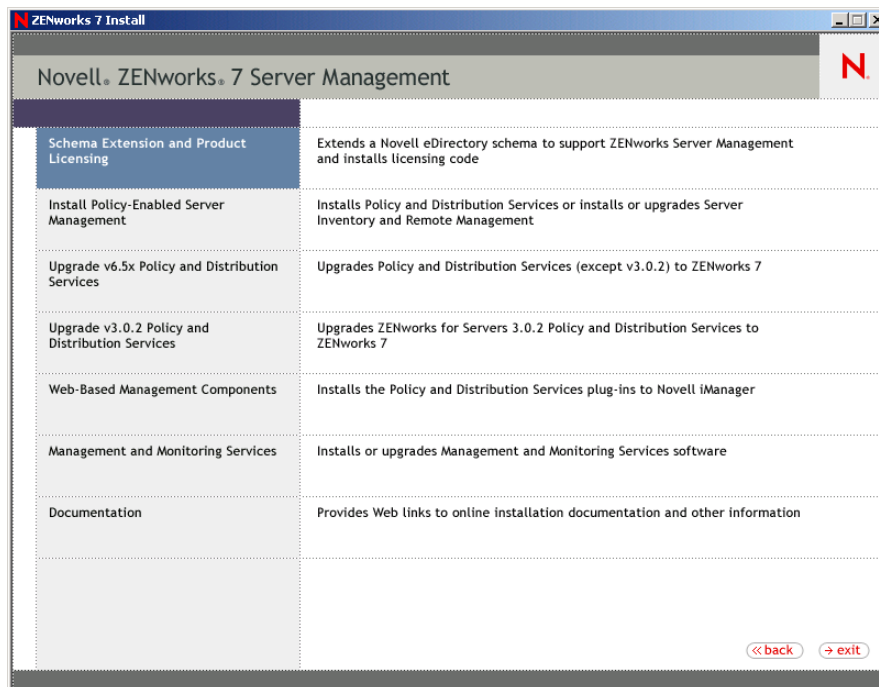 N ZENworks 7 Install
Novell® ZENworks® 7 Server Management
N®
Schema Extension and Product
Licensing
Extends a Novell eDirectory schema to support ZENworks Server Management
and installs licensing code
Install Policy-Enabled Server
Management
Installs Policy and Distribution Services or installs or upgrades Server
Inventory and Remote Management
Upgrade v6.5x Policy and Distribution
Services
Upgrades Policy and Distribution Services (except v3.0.2) to ZENworks 7
Upgrade v3.0.2 Policy and
Distribution Services
Upgrades ZENworks for Servers 3.0.2 Policy and Distribution Services to
ZENworks 7
Web-Based Management Components
Installs the Policy and Distribution Services plug-ins to Novell iManager
Management and Monitoring Services
Installs or upgrades Management and Monitoring Services software
Documentation
Provides Web links to online installation documentation and other information
back
exit